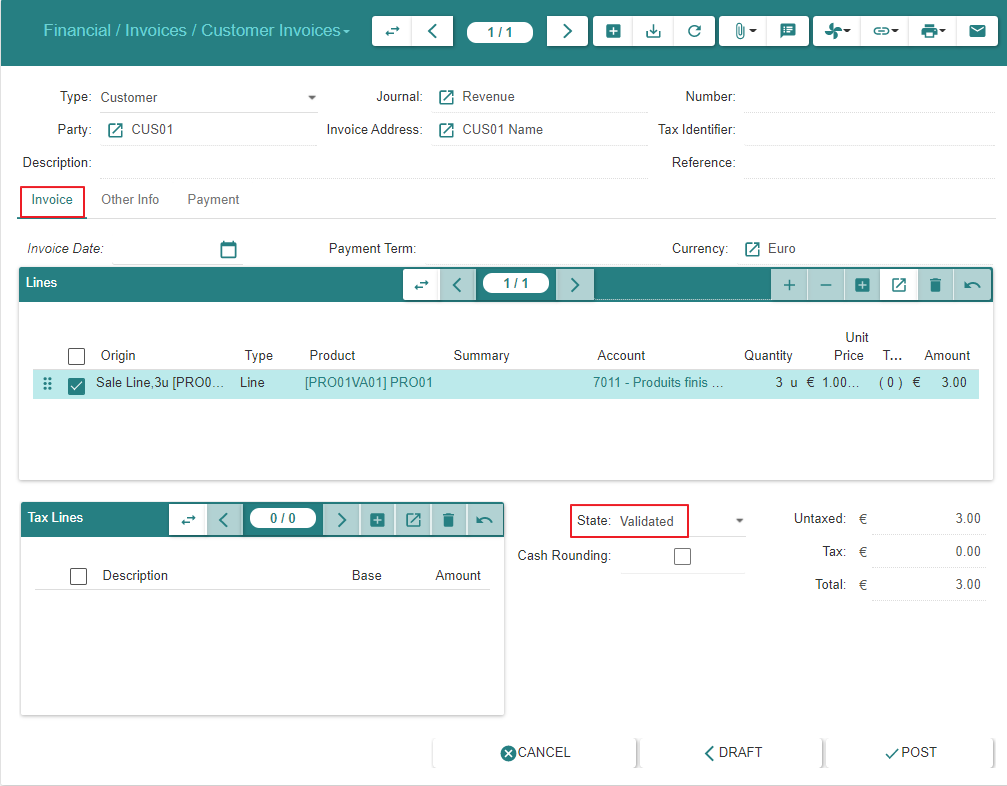 Financial / Invoices / Customer Invoices
1 / 1
Type: Customer Journal: Revenue Number:
Party: CUS01 Invoice Address: CUS01 Name Tax Identifier:
Description: Reference:
Invoice Other Info Payment
Invoice Date: Payment Term: Currency: Euro
Lines 1 / 1
Origin Type Product Summary Account Quantity Unit Price T... Amount
Sale Line,3u [PRO0... Line [PRO01VA01] PRO01 7011 - Produits finis ... 3 u € 1.00... ( 0 ) € 3.00
Tax Lines 0 / 0
Description Base Amount
State: Validated
Cash Rounding:
Untaxed: € 3.00
Tax: € 0.00
Total: € 3.00
CANCEL DRAFT POST